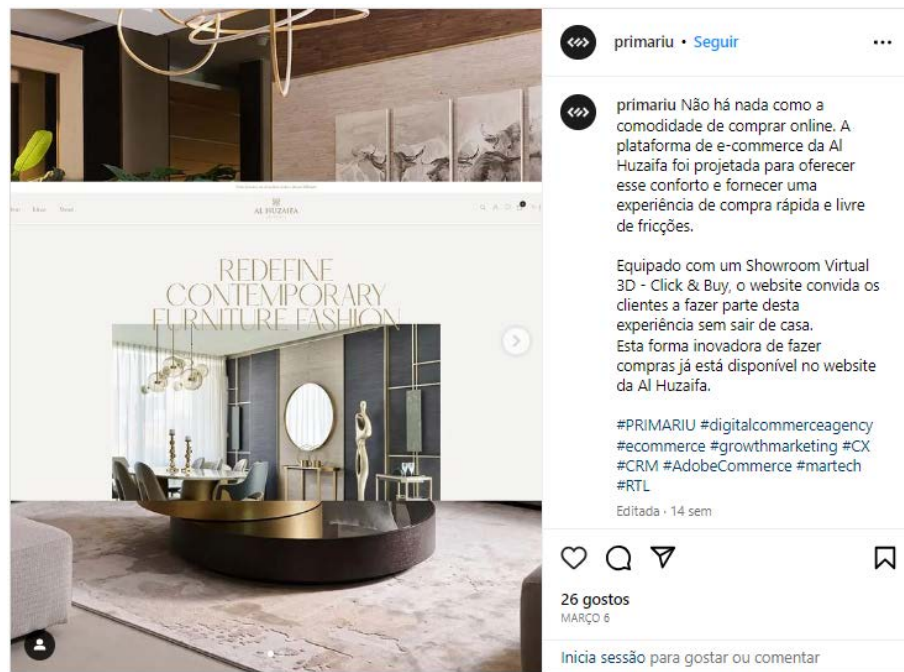 primariu • Seguir
primariu Não há nada como a
comodidade de comprar online. A
plataforma de e-commerce da Al
Huzaifa foi projetada para oferecer
esse conforto e fornecer uma
experiência de compra rápida e livre
de fricções.
Equipado com um Showroom Virtual
3D - Click & Buy, o website convida os
clientes a fazer parte desta
experiência sem sair de casa.
Esta forma inovadora de fazer
compras já está disponível no website
da Al Huzaifa.
#PRIMARIU #digitalcommerceagency
#ecommerce #growthmarketing #CX
#CRM #AdobeCommerce #martech
#RTL
Editada · 14 sem
26 gostos
MARÇO 6
Inicia sessão para gostar ou comentar
AL HUZAIFA
REDEFINE
CONTEMPORARY
FURNITURE FASHION